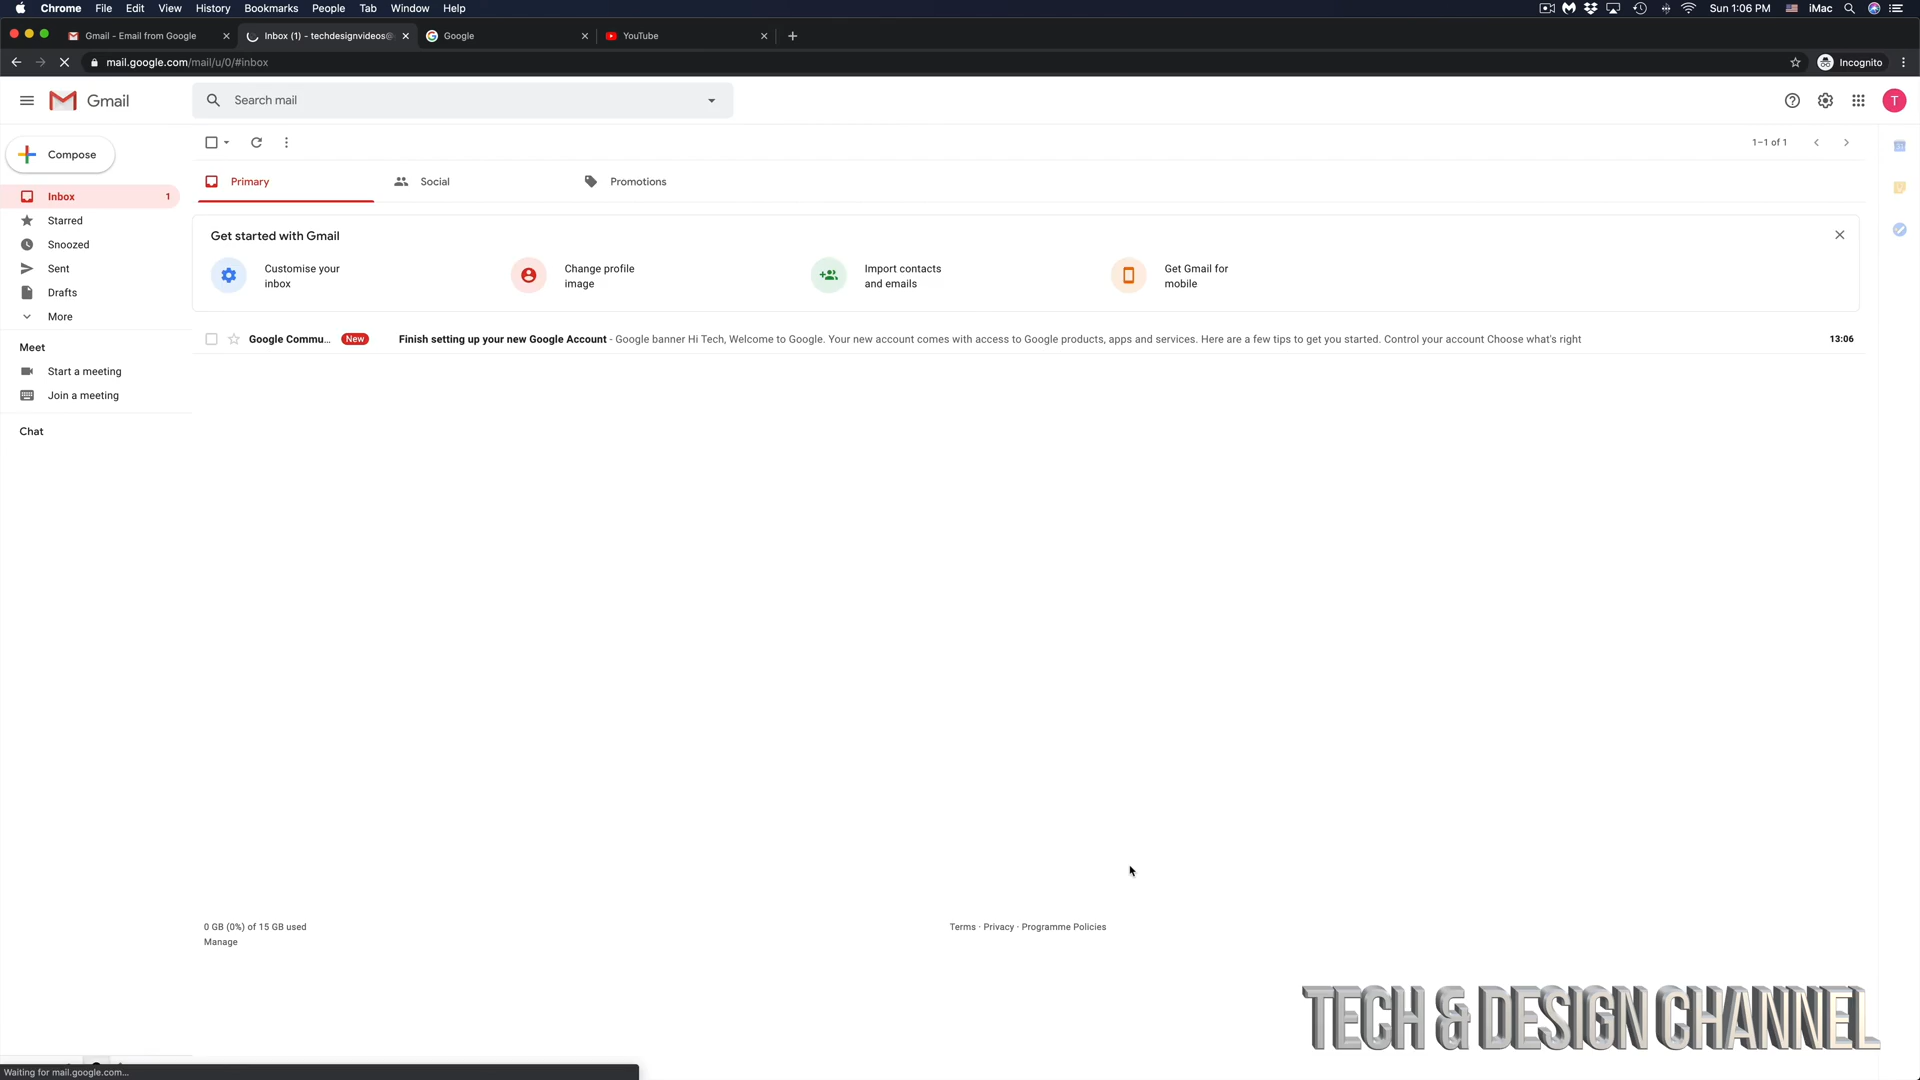 Chrome File Edit View History Bookmarks People Tab Window Help
Sun 1:06 PM iMac
Gmail - Email from Google
Inbox (1) - techdesignvideos@
Google
YouTube
mail.google.com/mail/u/0/#inbox
Incognito
Gmail
Search mail
T
Compose
1–1 of 1
Primary
Social
Promotions
Inbox 1
Starred
Snoozed
Sent
Drafts
More
Meet
Start a meeting
Join a meeting
Chat
Get started with Gmail
Customise your
inbox
Change profile
image
Import contacts
and emails
Get Gmail for
mobile
Google Commu... New Finish setting up your new Google Account - Google banner Hi Tech, Welcome to Google. Your new account comes with access to Google products, apps and services. Here are a few tips to get you started. Control your account Choose what's right 13:06
0 GB (0%) of 15 GB used
Manage
Terms · Privacy · Programme Policies
TECH & DESIGN CHANNEL
Waiting for mail.google.com...